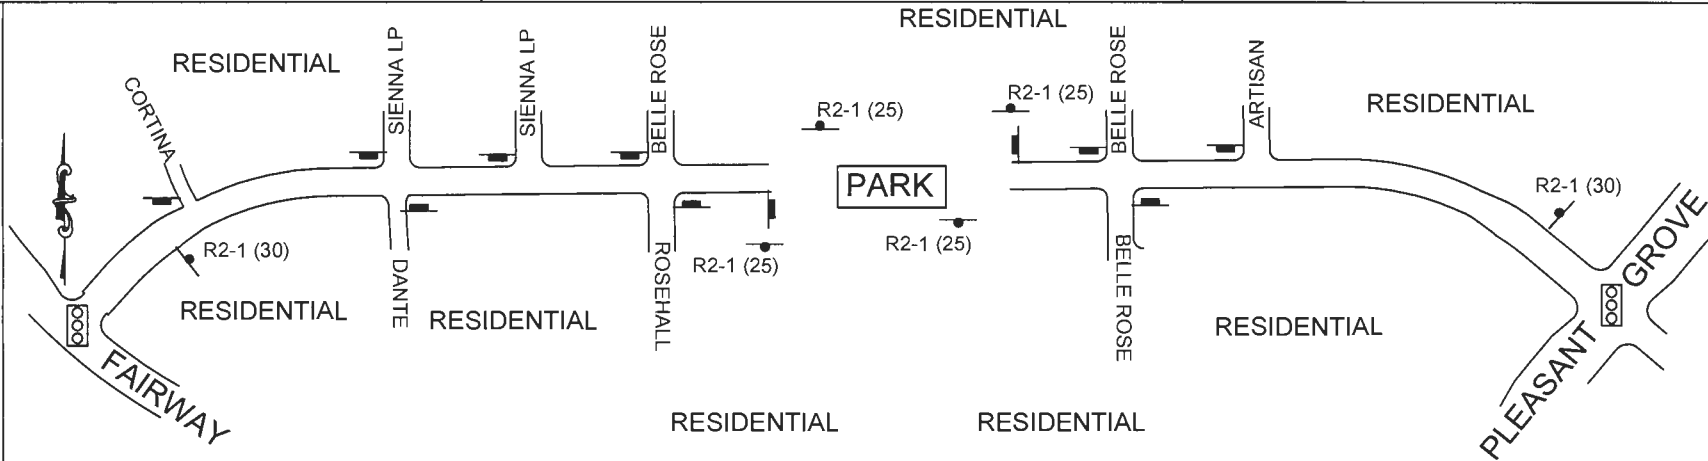 RESIDENTIAL
RESIDENTIAL
CORTINA
SIENNA LP
SIENNA LP
BELLE ROSE
R2-1 (25)
R2-1 (25)
BELLE ROSE
ARTISAN
RESIDENTIAL
PARK
R2-1 (30)
R2-1 (30)
DANTE
ROSEHALL
R2-1 (25)
R2-1 (25)
BELLE ROSE
GROVE
RESIDENTIAL
RESIDENTIAL
RESIDENTIAL
FAIRWAY
PLEASANT
RESIDENTIAL
RESIDENTIAL